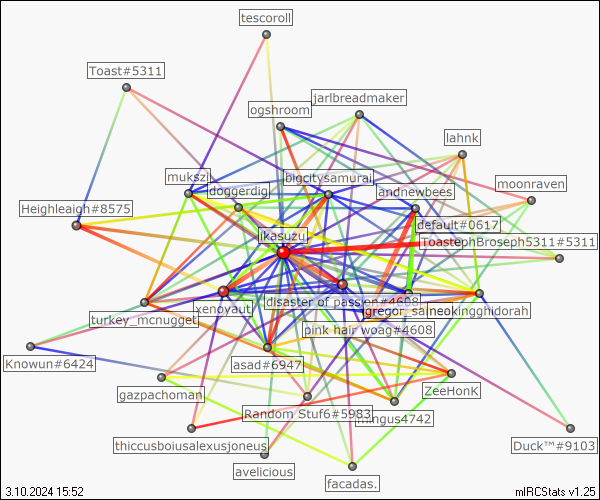 tescoroll
Toast#5311
jarlbreadmaker
ogshroom
lahnk
mukszi
bigcitysamurai
doggerdig
andnewbees
moonraven
Heighleaigh#8575
default#0617
ikasuzu
ToastephBroseph5311#5311
disaster of passion#4608
xenoyauti
gregor_sa
neokingghidorah
turkey_mcnugget
pink hair woag#4608
Knowun#6424
asad#6947
gazpachoman
ZeeHonK
Random Stuf6#5983
mingus4742
thiccusboiusalexusjoneus
Duck™#9103
avelicious
facadas.
3.10.2024 15:52
mIRCStats v1.25